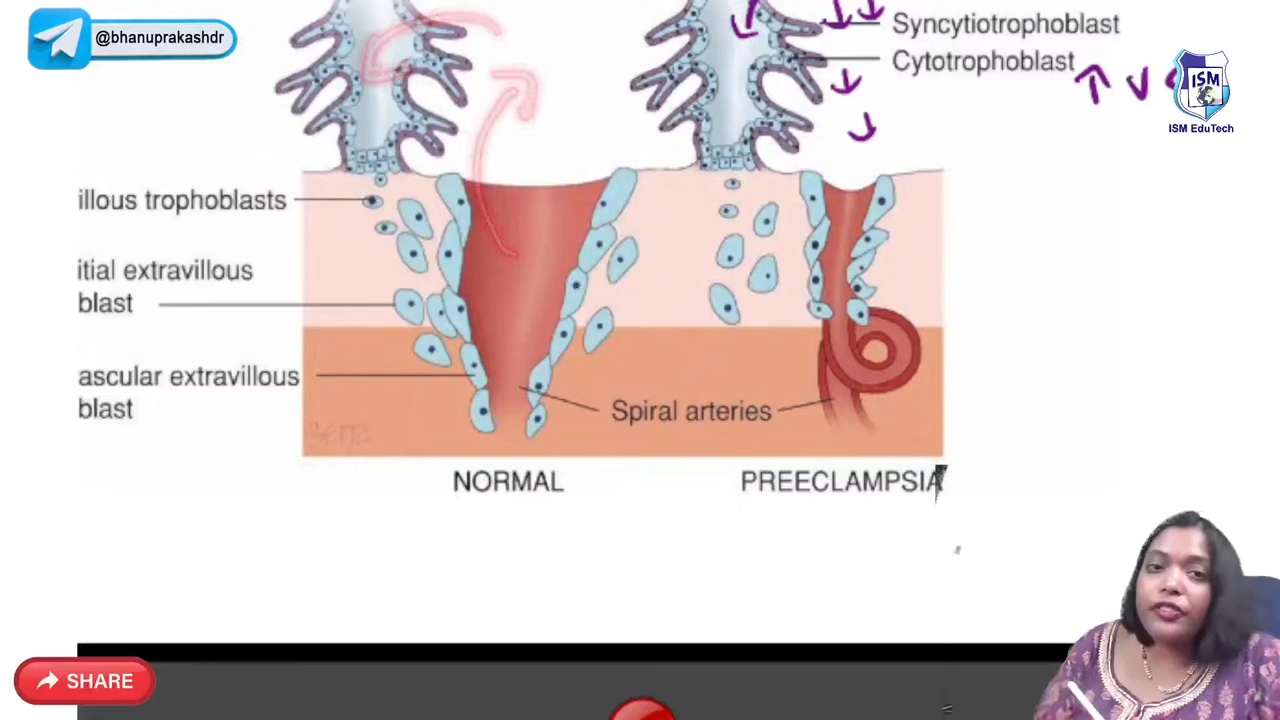 @bhanuprakashdr
Syncytiotrophoblast
Cytotrophoblast
ISM
ISM EduTech
illous trophoblasts
itial extravillous
blast
ascular extravillous
blast
Spiral arteries
NORMAL
PREECLAMPSIA
SHARE